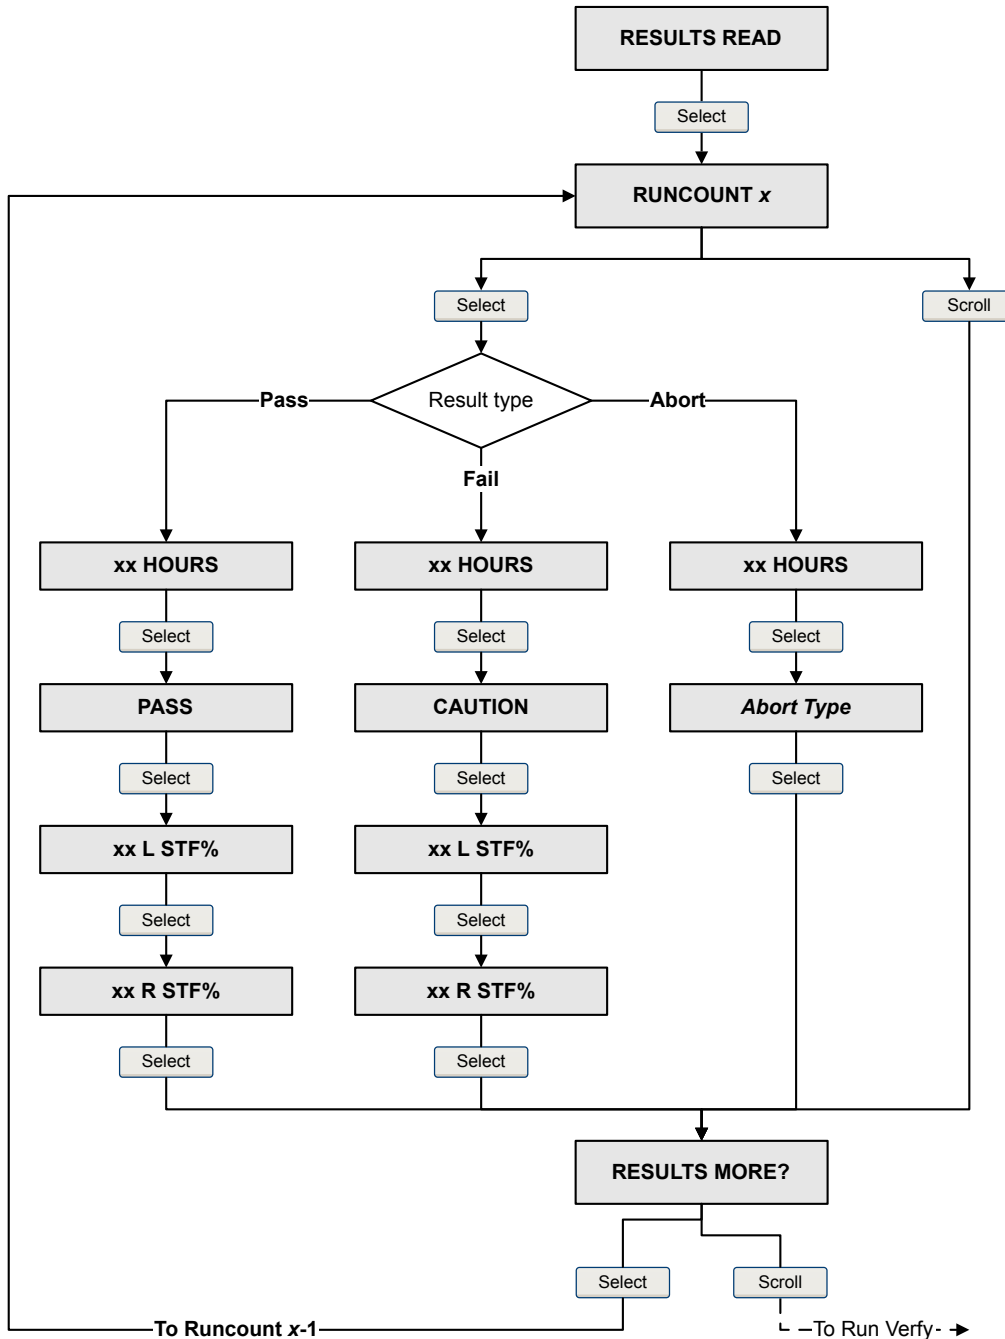 RESULTS READ
Select
RUNCOUNT x
Select
Scroll
Result type
Pass
Abort
Fail
xx HOURS
xx HOURS
xx HOURS
Select
Select
Select
PASS
CAUTION
Abort Type
Select
Select
Select
xx L STF%
xx L STF%
Select
Select
xx R STF%
xx R STF%
Select
Select
RESULTS MORE?
Select
Scroll
To Runcount x-1
To Run Verfy